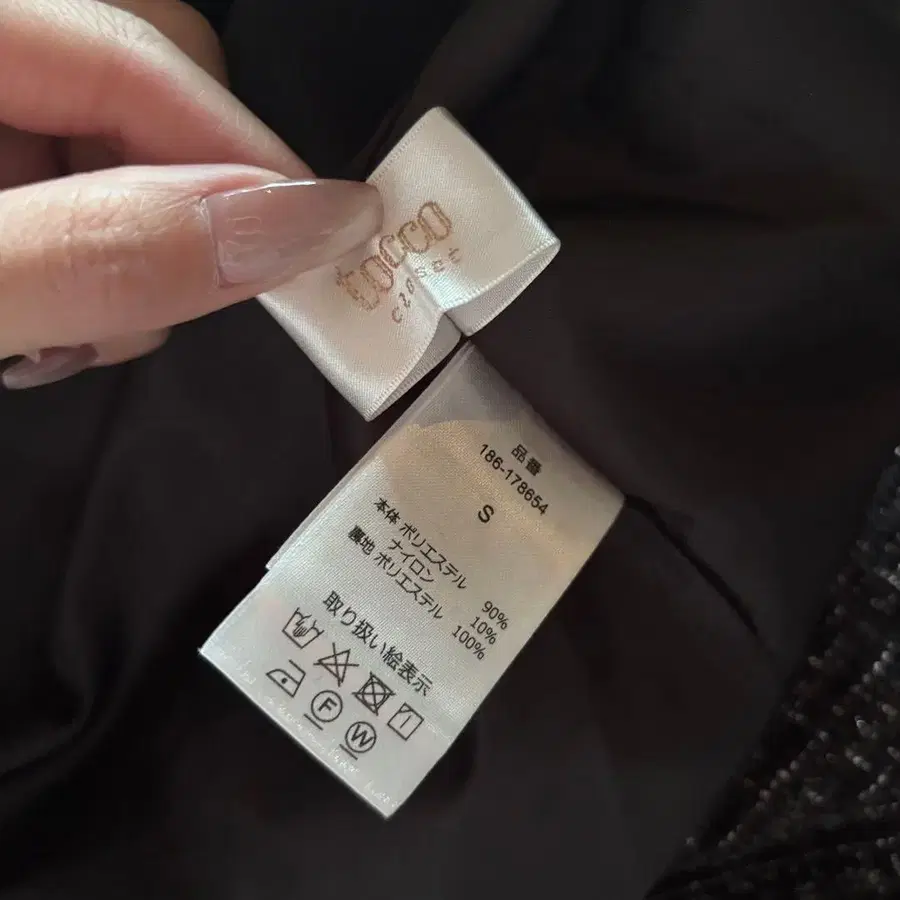 tocco
closet
品番
186-178654
S
本体 ポリエステル 90%
ナイロン 10%
裏地 ポリエステル 100%
取り扱い絵表示
F
W